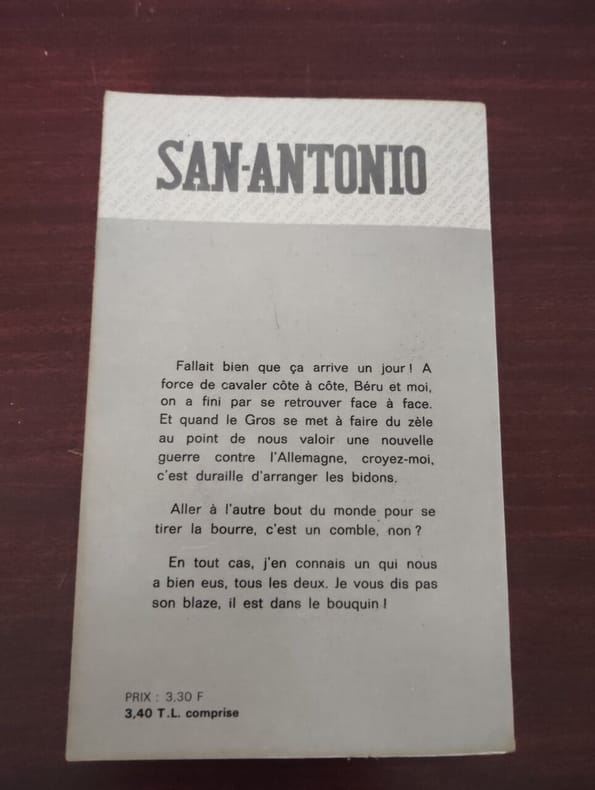 SAN-ANTONIO
Fallait bien que ça arrive un jour ! A
force de cavaler côte à côte, Béru et moi,
on a fini par se retrouver face à face.
Et quand le Gros se met à faire du zèle
au point de nous valoir une nouvelle
guerre contre l'Allemagne, croyez-moi,
c'est duraille d'arranger les bidons.
Aller à l'autre bout du monde pour se
tirer la bourre, c'est un comble, non ?
En tout cas, j'en connais un qui nous
a bien eus, tous les deux. Je vous dis pas
son blaze, il est dans le bouquin !
PRIX : 3,30 F
3,40 T.L. comprise